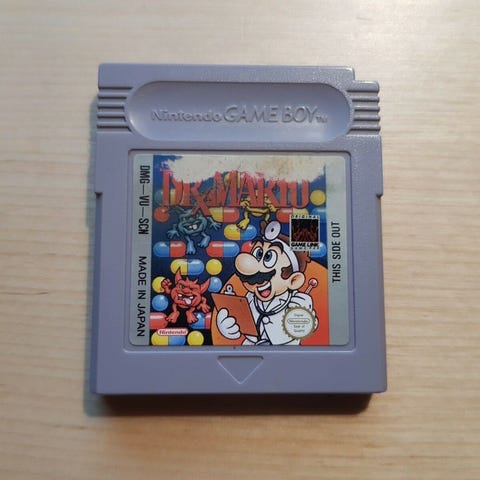 Nintendo GAME BOY TM
DR. MARIO
DMG-VU-SCN
MADE IN JAPAN
ORIGINAL
GAME LINK
THIS SIDE OUT
Nintendo
Original
Nintendo
Seal of
Quality